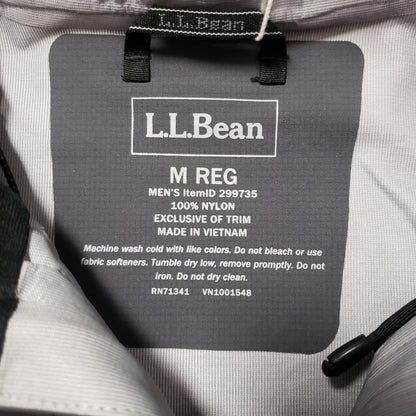 L.L.Bean
L.L.Bean
M REG
MEN'S ItemID 299735
100% NYLON
EXCLUSIVE OF TRIM
MADE IN VIETNAM
Machine wash cold with like colors. Do not bleach or use
fabric softeners. Tumble dry low, remove promptly. Do not
iron. Do not dry clean.
RN71341 VN1001548